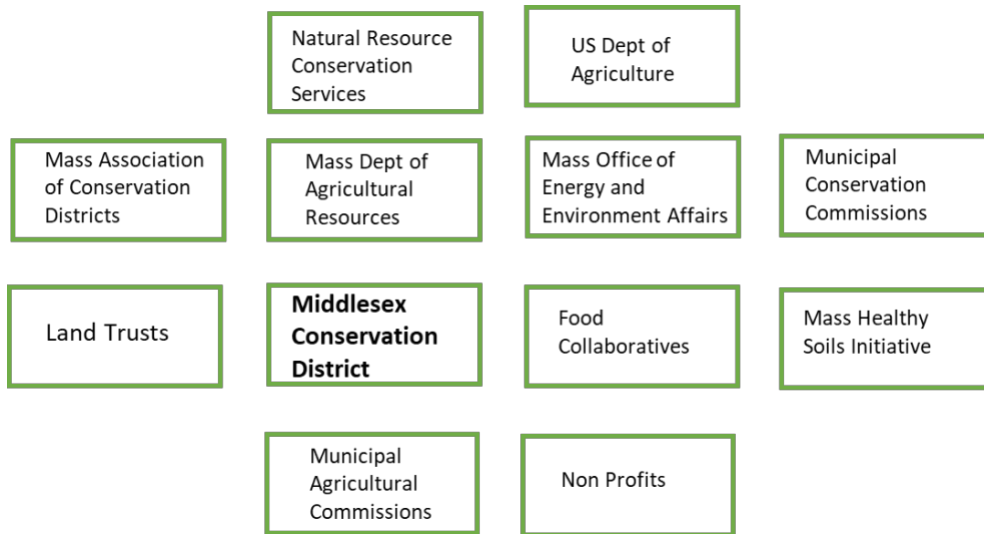 Natural Resource
Conservation
Services
US Dept of
Agriculture
Mass Association
of Conservation
Districts
Mass Dept of
Agricultural
Resources
Mass Office of
Energy and
Environment Affairs
Municipal
Conservation
Commissions
Land Trusts
Middlesex
Conservation
District
Food
Collaboratives
Mass Healthy
Soils Initiative
Municipal
Agricultural
Commissions
Non Profits